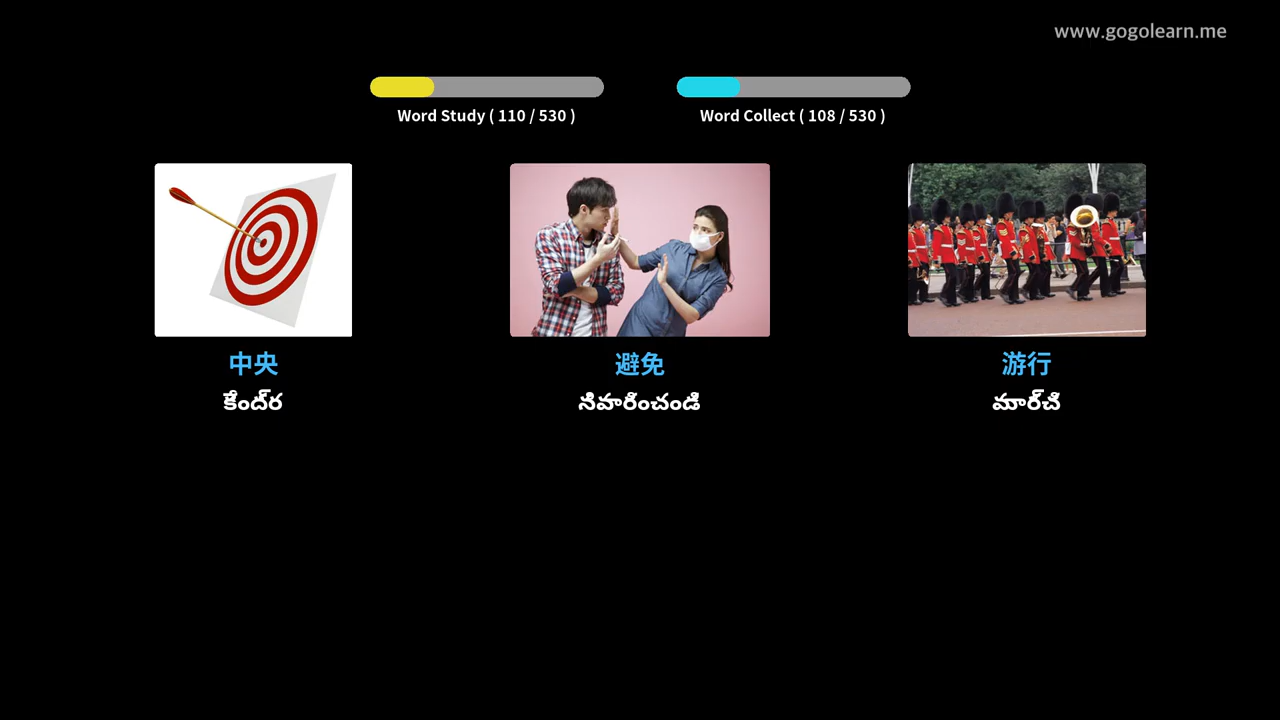 www.gogolearn.me
Word Study ( 110 / 530 )
Word Collect ( 108 / 530 )
中央
కేంద్ర
避免
నివారించండి
游行
మార్చి